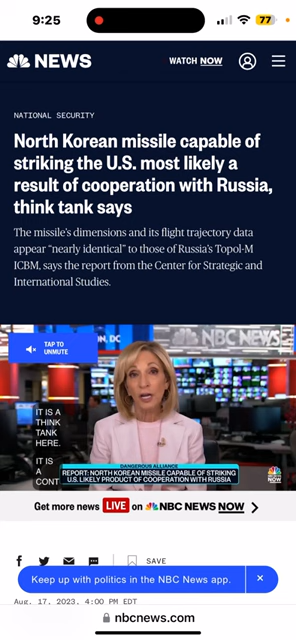 9:25
77
NBC NEWS
WATCH NOW
NATIONAL SECURITY
North Korean missile capable of
striking the U.S. most likely a
result of cooperation with Russia,
think tank says
The missile's dimensions and its flight trajectory data
appear “nearly identical” to those of Russia's Topol-M
ICBM, says the report from the Center for Strategic and
International Studies.
TAP TO
UNMUTE
N, DC
NBC NEWS
IT IS A
THINK
TANK
HERE.
IT IS
A
CONT
DANGEROUS ALLIANCE
REPORT: NORTH KOREAN MISSILE CAPABLE OF STRIKING
U.S. LIKELY PRODUCT OF COOPERATION WITH RUSSIA
NBC NEWS
NOW
Get more news LIVE on NBC NEWS NOW
SAVE
Keep up with politics in the NBC News app.
Aug. 17, 2023, 4:00 PM EDT
nbcnews.com